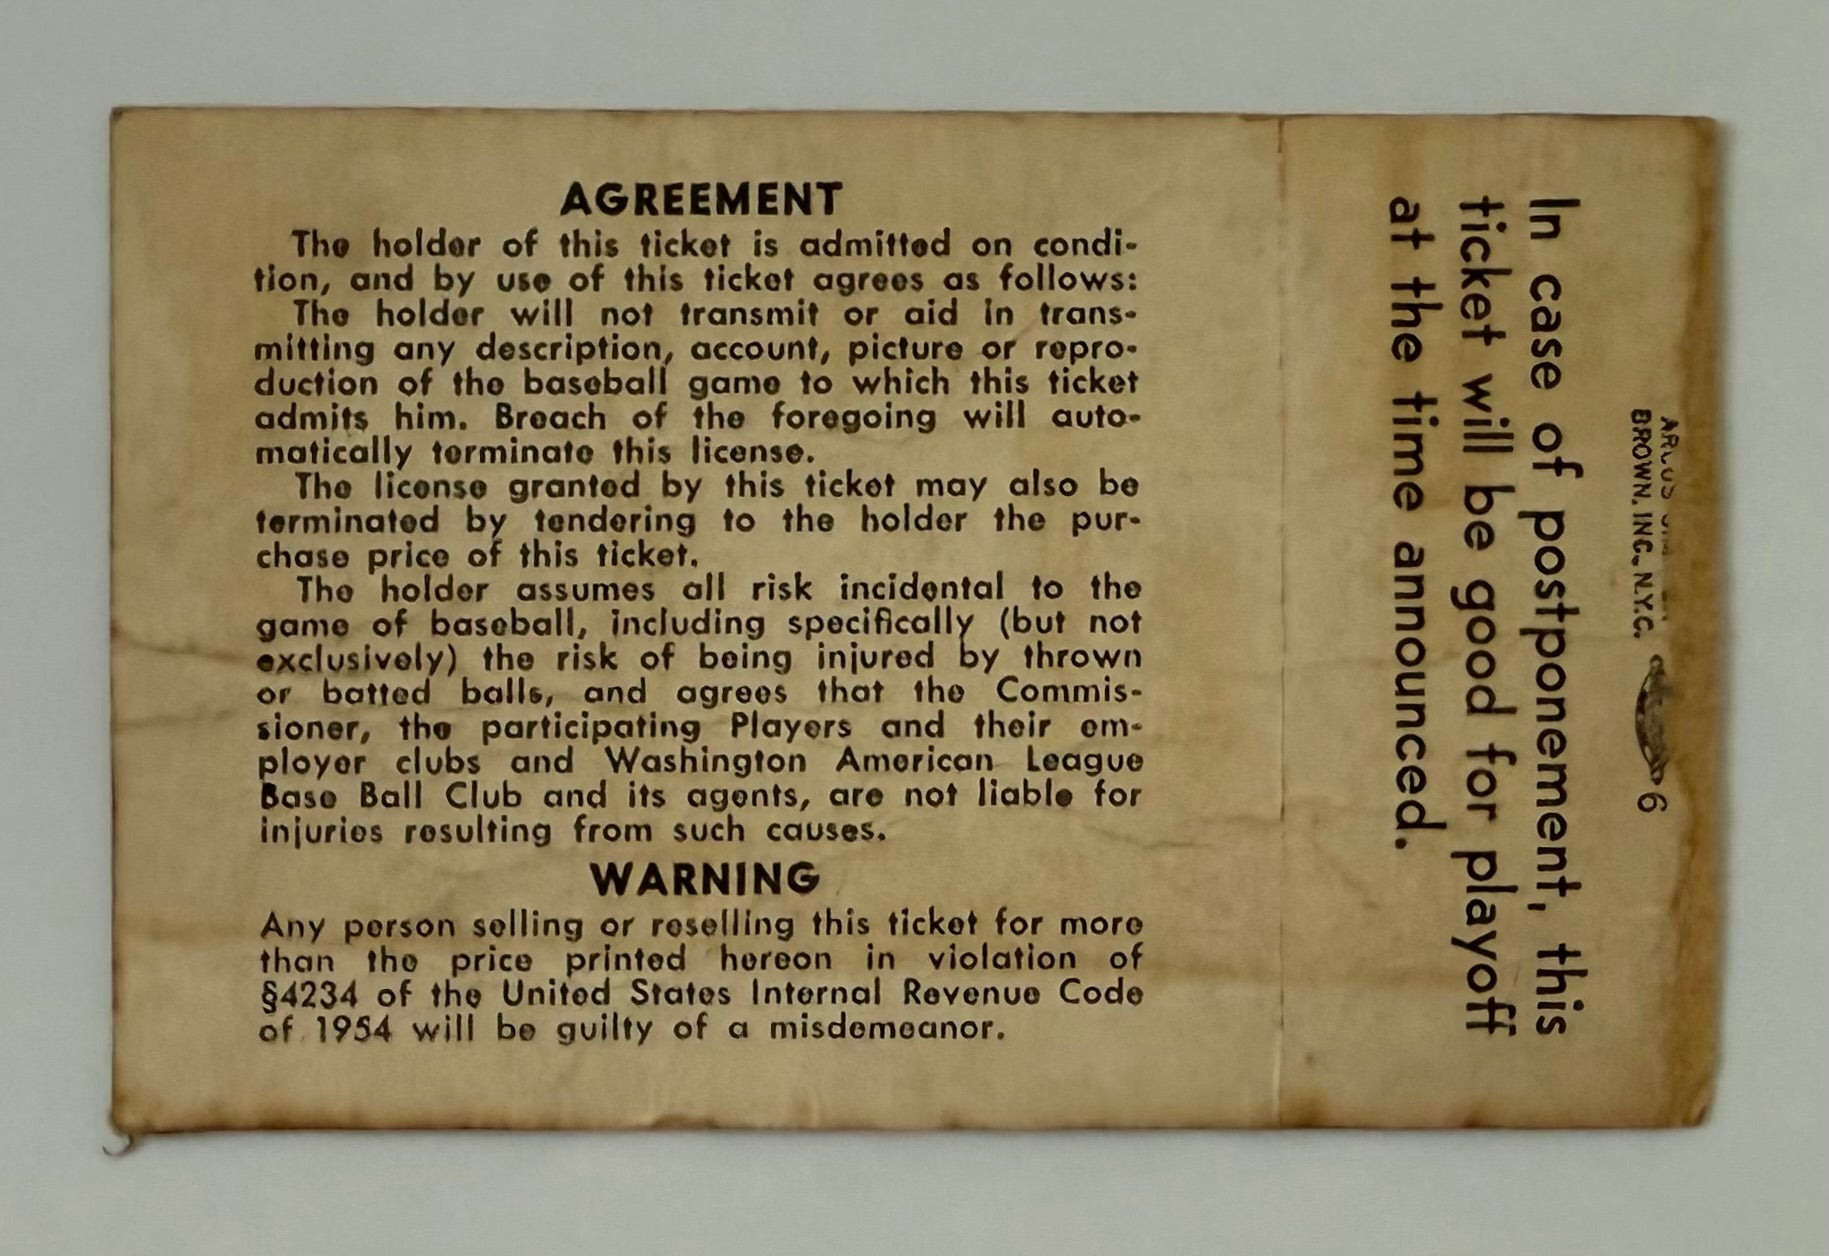 AGREEMENT
The holder of this ticket is admitted on condi-
tion, and by use of this ticket agrees as follows:
The holder will not transmit or aid in trans-
mitting any description, account, picture or repro-
duction of the baseball game to which this ticket
admits him. Breach of the foregoing will auto-
matically terminate this license.
The license granted by this ticket may also be
terminated by tendering to the holder the pur-
chase price of this ticket.
The holder assumes all risk incidental to the
game of baseball, including specifically (but not
exclusively) the risk of being injured by thrown
or batted balls, and agrees that the Commis-
sioner, the participating Players and their em-
ployer clubs and Washington American League
Base Ball Club and its agents, are not liable for
injuries resulting from such causes.
WARNING
Any person selling or reselling this ticket for more
than the price printed hereon in violation of
§4234 of the United States Internal Revenue Code
of 1954 will be guilty of a misdemeanor.
In case of postponement, this
ticket will be good for playoff
at the time announced.
BROWN, INC., N.Y.C. 6